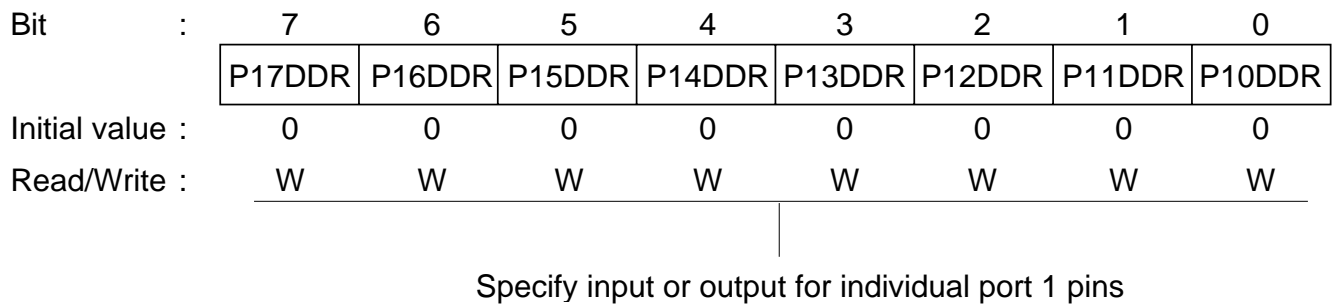 Bit : 7 6 5 4 3 2 1 0
P17DDR P16DDR P15DDR P14DDR P13DDR P12DDR P11DDR P10DDR
Initial value : 0 0 0 0 0 0 0 0
Read/Write : W W W W W W W W
Specify input or output for individual port 1 pins